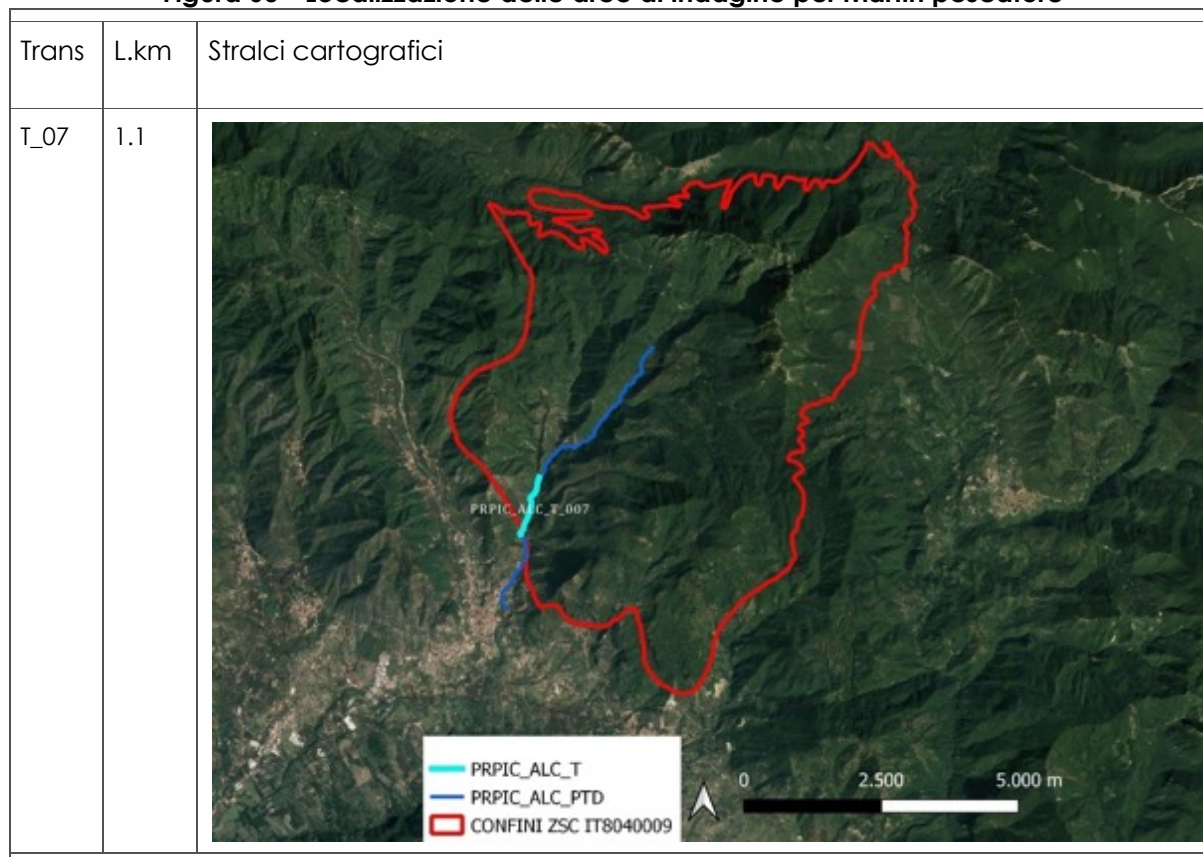 Trans L.km Stralci cartografici
T_07 1.1
PRPIC_ALC_T_007
PRPIC_ALC_T
PRPIC_ALC_PTD
CONFINI ZSC IT8040009
0 2.500 5.000 m